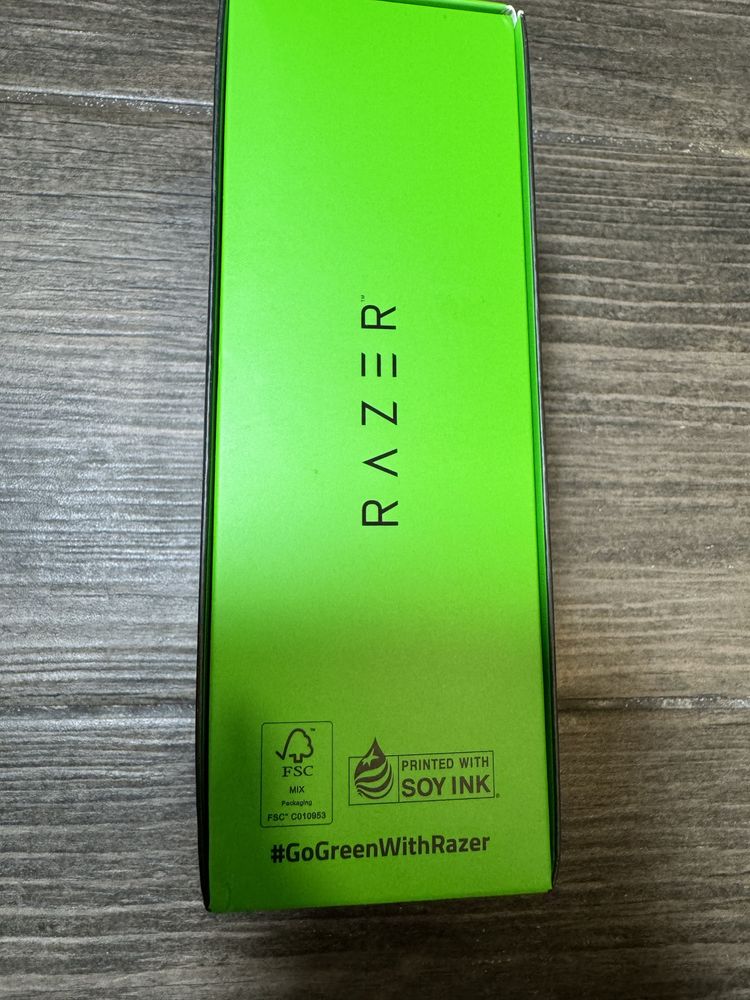 RAZER™
FSC™
MIX
Packaging
FSC® C010953
PRINTED WITH
SOY INK®
#GoGreenWithRazer